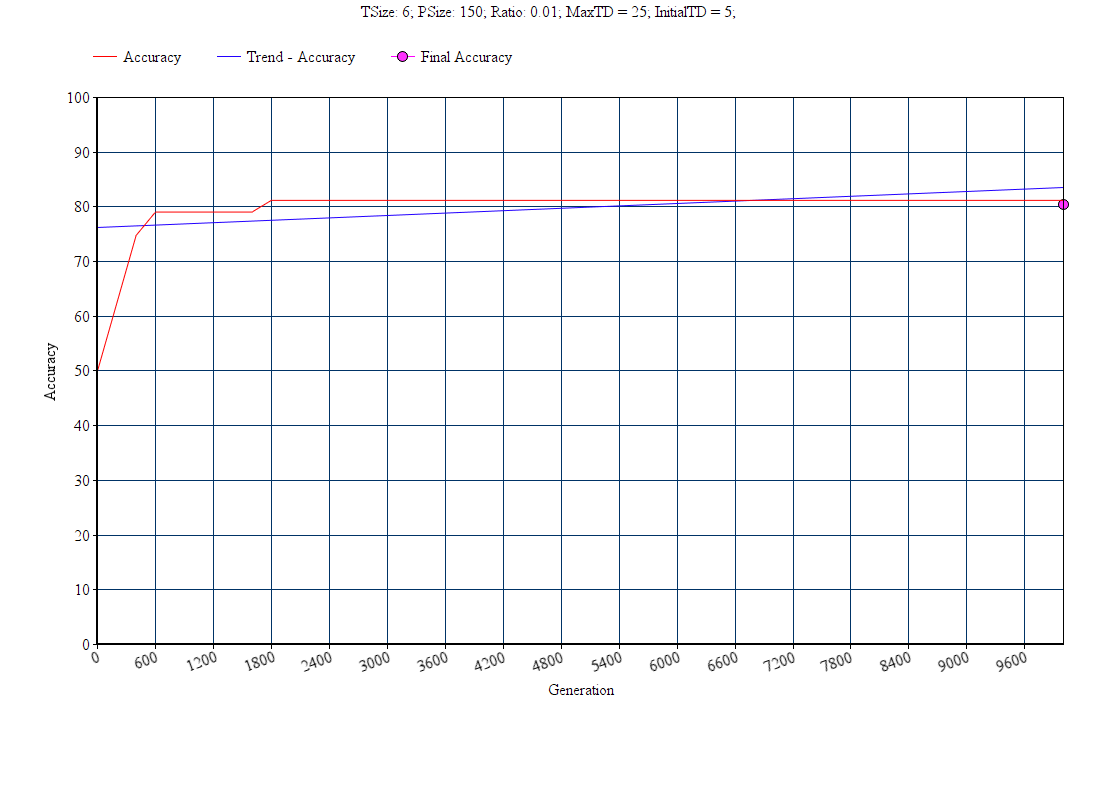 TSize: 6; PSize: 150; Ratio: 0.01; MaxTD = 25; InitialTD = 5;
Accuracy Trend - Accuracy Final Accuracy
100
90
80
70
60
50
40
30
20
10
0
Accuracy
0 600 1200 1800 2400 3000 3600 4200 4800 5400 6000 6600 7200 7800 8400 9000 9600
Generation